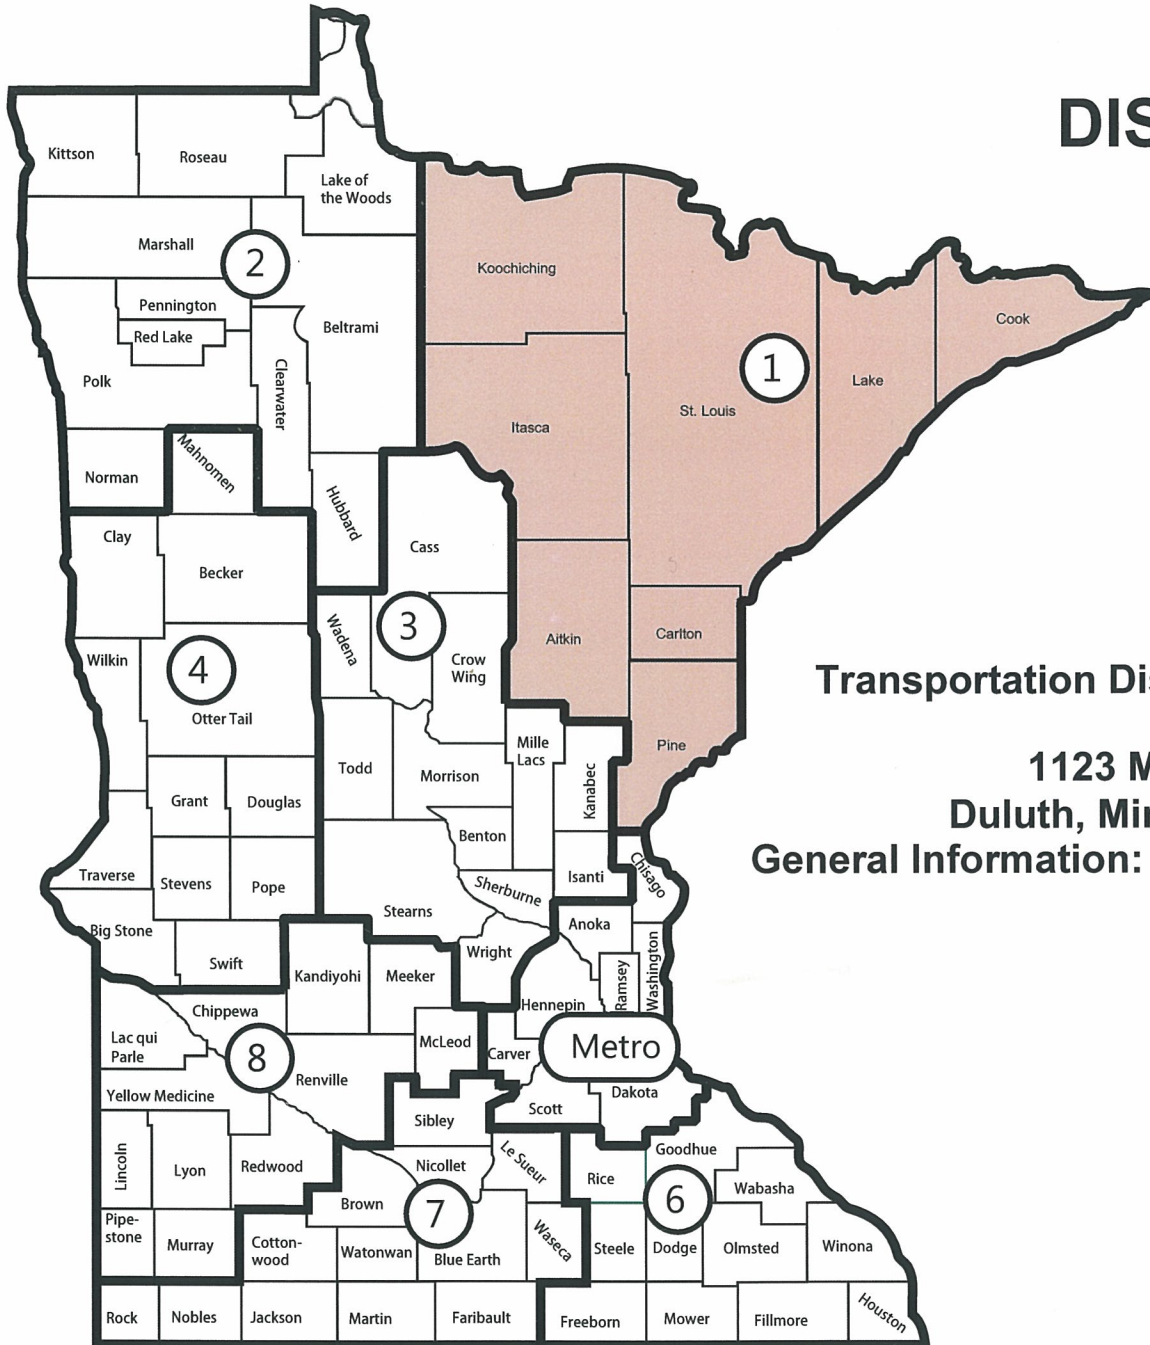 DIS
Kittson
Roseau
Lake of
the Woods
Marshall
2
Koochiching
Pennington
Red Lake
Beltrami
Cook
1
Polk
Clearwater
Lake
St. Louis
Itasca
Mahnomen
Norman
Hubbard
Clay
Cass
Becker
3
Wadena
Aitkin
Carlton
Wilkin
4
Crow
Wing
Transportation Dis
Otter Tail
Pine
Mille
Lacs
Todd
Morrison
1123 M
Kanabec
Grant
Douglas
Duluth, Min
Benton
General Information:
Traverse
Stevens
Pope
Sherburne
Isanti
Chisago
Stearns
Big Stone
Anoka
Swift
Wright
Kandiyohi
Meeker
Ramsey
Washington
Hennepin
Chippewa
Lac qui
Parle
8
McLeod
Carver
Metro
Renville
Yellow Medicine
Dakota
Scott
Sibley
Goodhue
Lincoln
Lyon
Redwood
Nicollet
Le Sueur
Rice
Wabasha
Brown
7
6
Pipe-
stone
Murray
Cotton-
wood
Watonwan
Blue Earth
Waseca
Steele
Dodge
Olmsted
Winona
Rock
Nobles
Jackson
Martin
Faribault
Freeborn
Mower
Fillmore
Houston